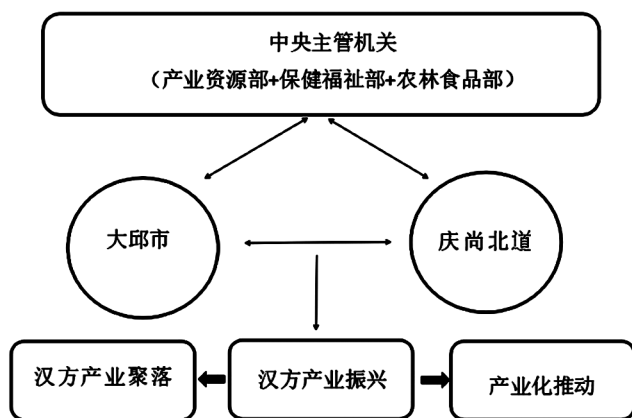 中央主管机关
（产业资源部+保健福祉部+农林食品部）
大邱市
庆尚北道
汉方产业聚落
汉方产业振兴
产业化推动